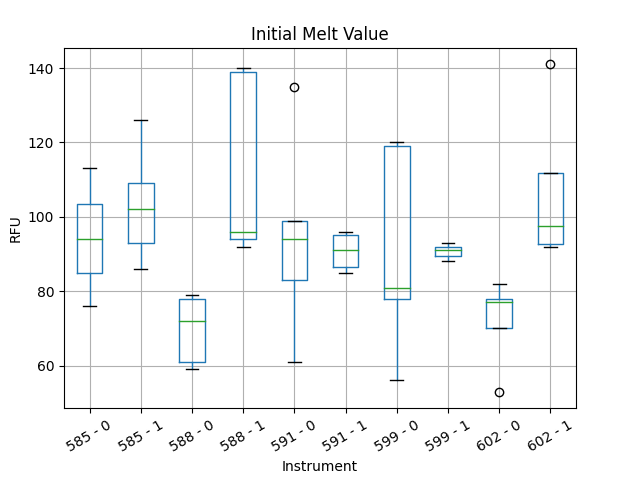 Initial Melt Value
RFU
140
120
100
80
60
585 - 0
585 - 1
588 - 0
588 - 1
591 - 0
591 - 1
599 - 0
599 - 1
602 - 0
602 - 1
Instrument